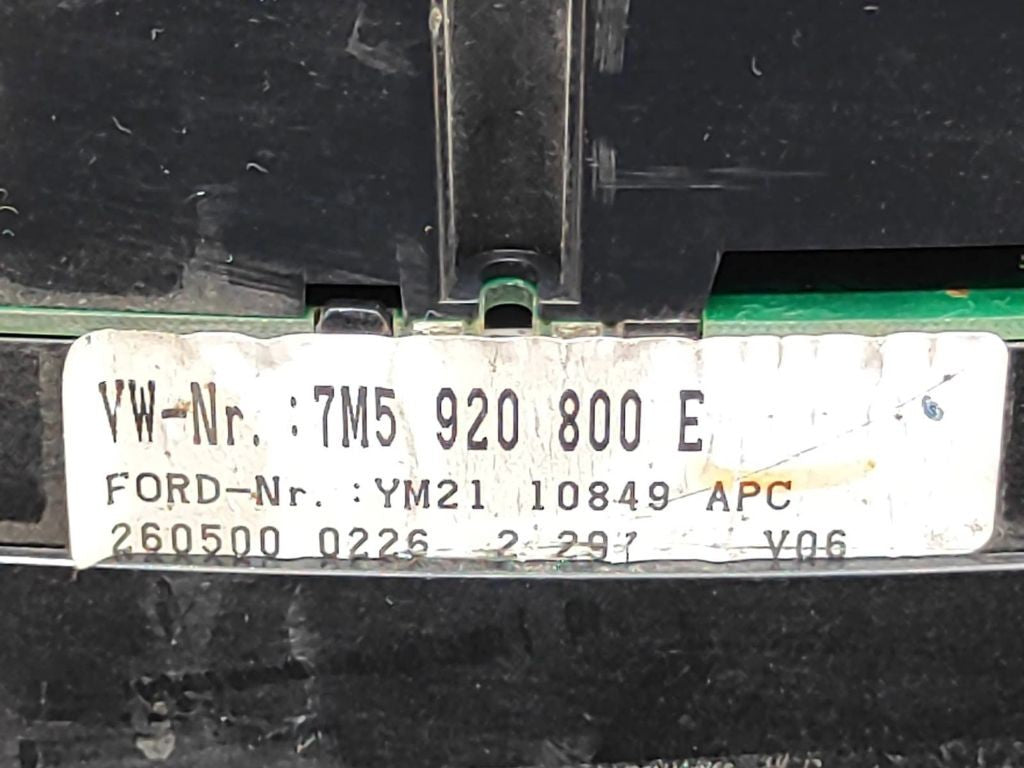 VW-Nr. :7M5 920 800 E
FORD-Nr. :YM21 10849 APC
260500 0226 2 297 V06